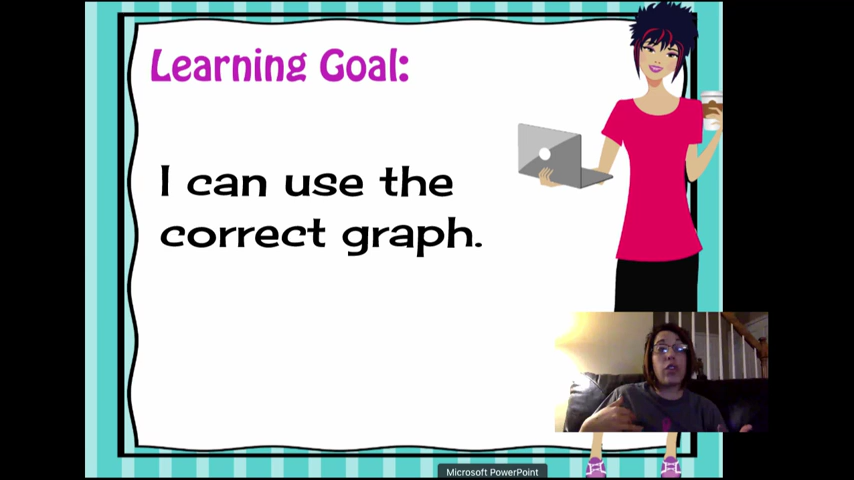 Learning Goal:
I can use the
correct graph.
Microsoft PowerPoint